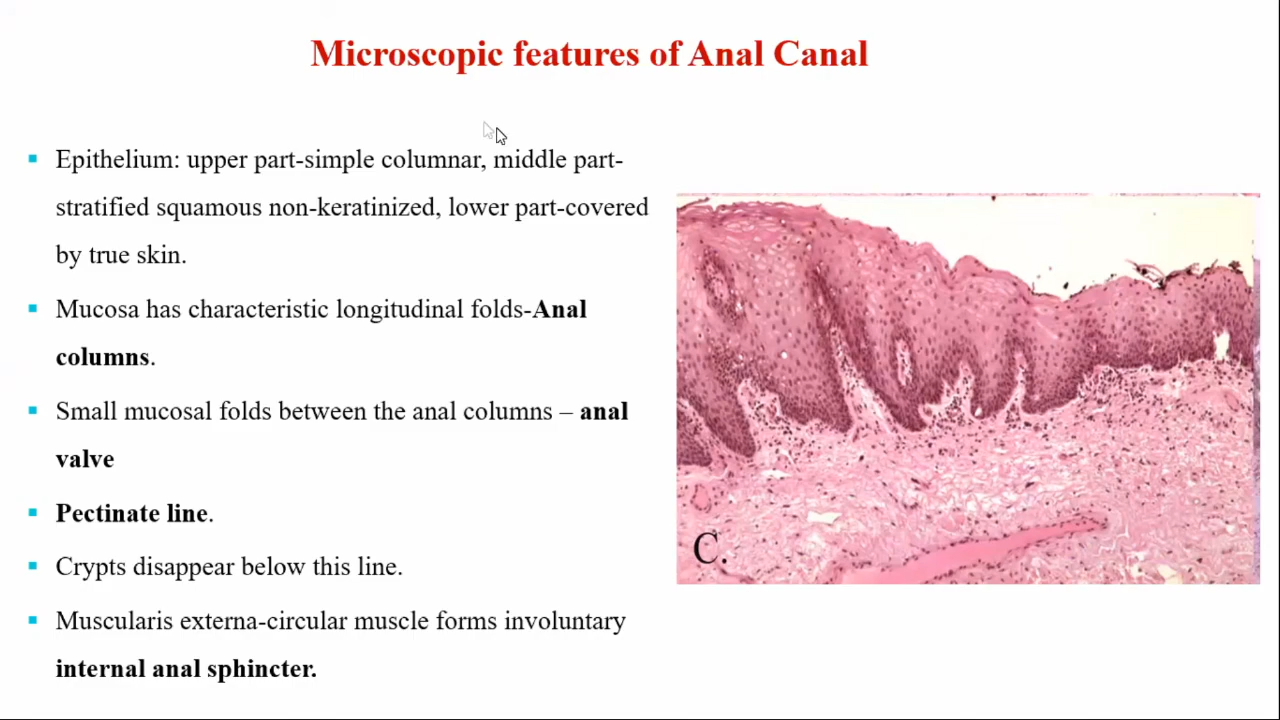 Microscopic features of Anal Canal
▪ Epithelium: upper part-simple columnar, middle part-
stratified squamous non-keratinized, lower part-covered
by true skin.
▪ Mucosa has characteristic longitudinal folds-Anal
columns.
▪ Small mucosal folds between the anal columns – anal
valve
▪ Pectinate line.
▪ Crypts disappear below this line.
▪ Muscularis externa-circular muscle forms involuntary
internal anal sphincter.
C.